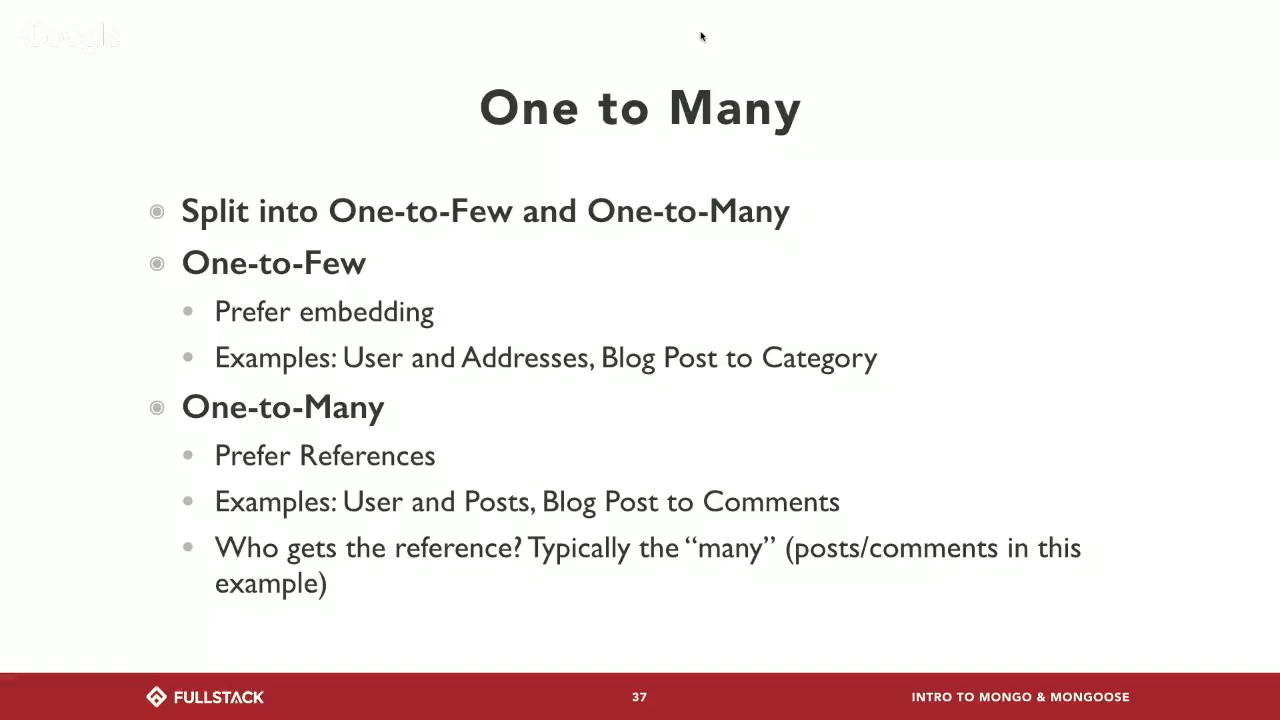 Google
One to Many
Split into One-to-Few and One-to-Many
One-to-Few
Prefer embedding
Examples: User and Addresses, Blog Post to Category
One-to-Many
Prefer References
Examples: User and Posts, Blog Post to Comments
Who gets the reference? Typically the “many” (posts/comments in this
example)
FULLSTACK
37
INTRO TO MONGO & MONGOOSE